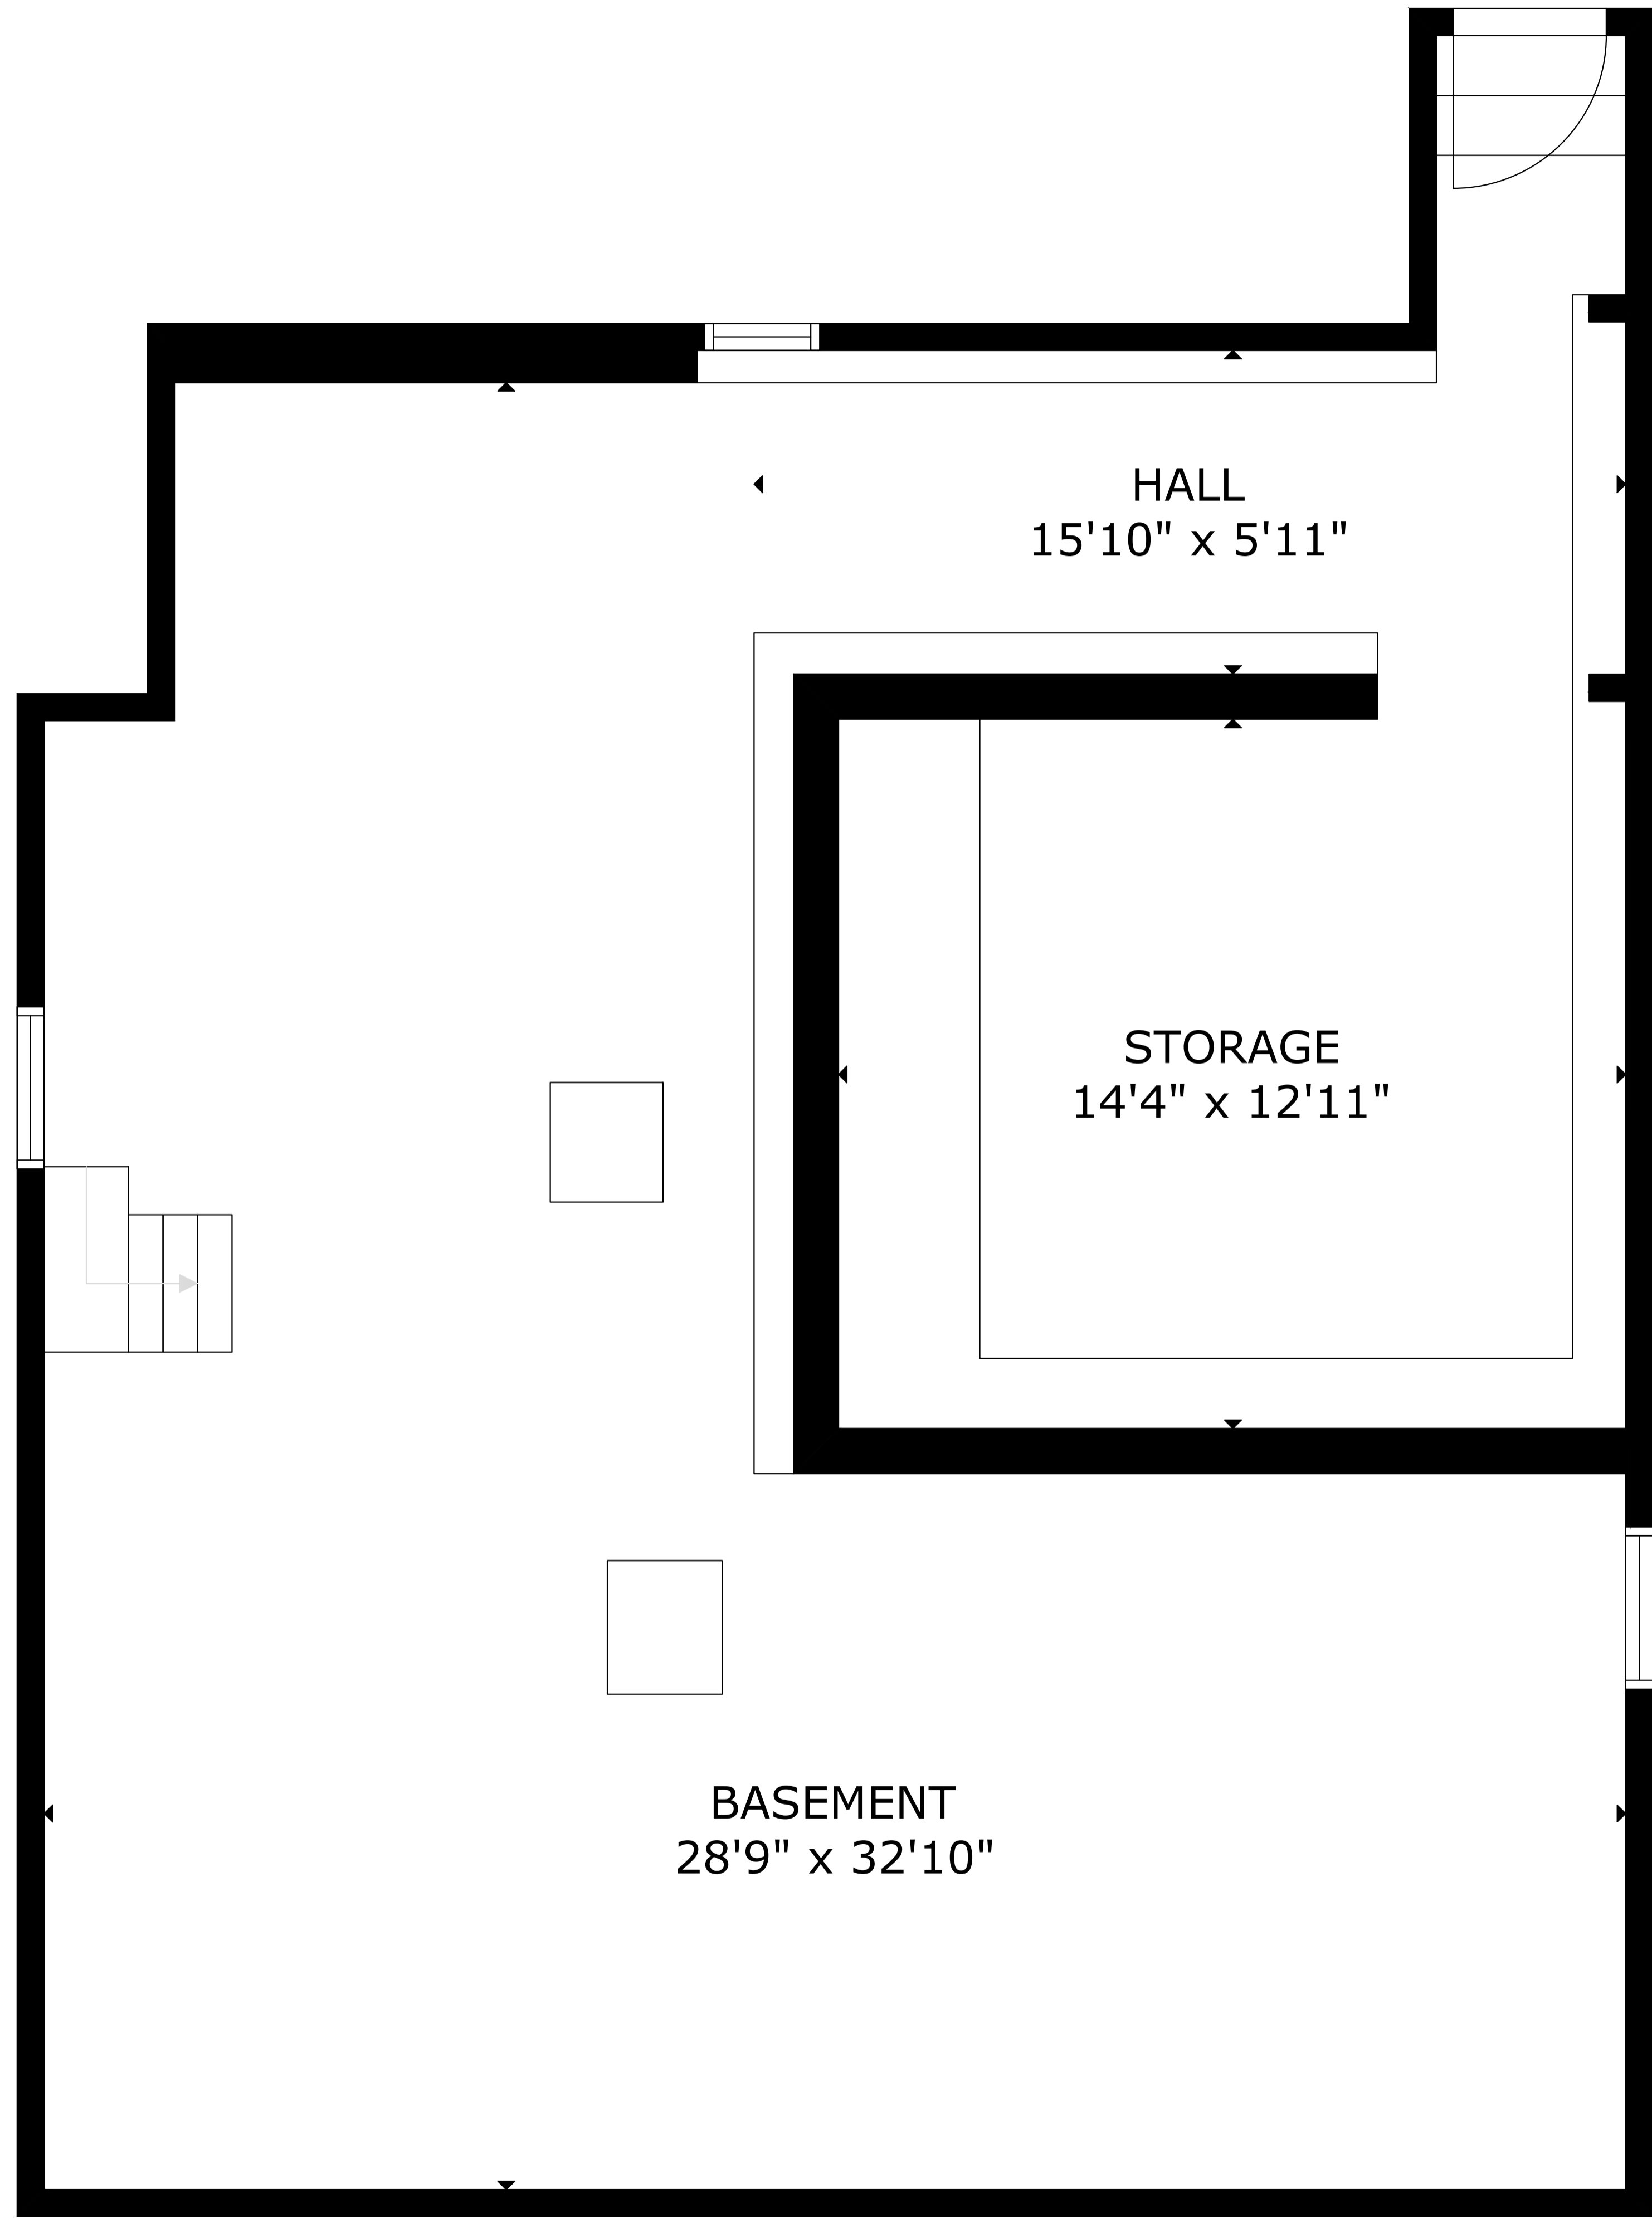 HALL
15'10" x 5'11"
STORAGE
14'4" x 12'11"
BASEMENT
28'9" x 32'10"